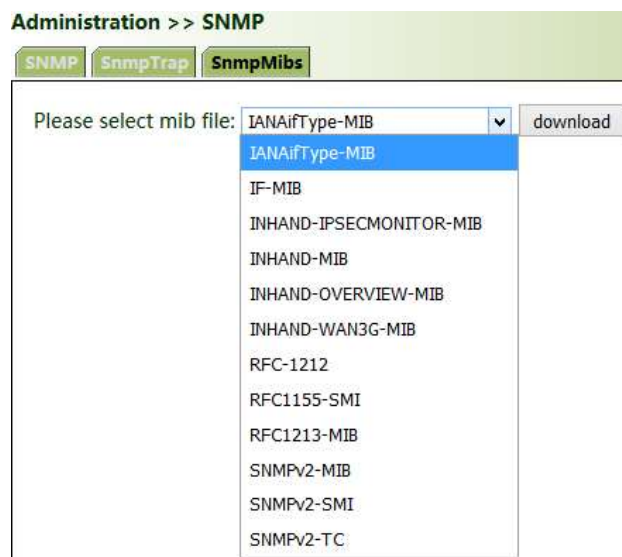 Administration >> SNMP
SNMP SnmpTrap SnmpMibs
Please select mib file: IANAifType-MIB download
IANAifType-MIB
IF-MIB
INHAND-IPSECMONITOR-MIB
INHAND-MIB
INHAND-OVERVIEW-MIB
INHAND-WAN3G-MIB
RFC-1212
RFC1155-SMI
RFC1213-MIB
SNMPv2-MIB
SNMPv2-SMI
SNMPv2-TC